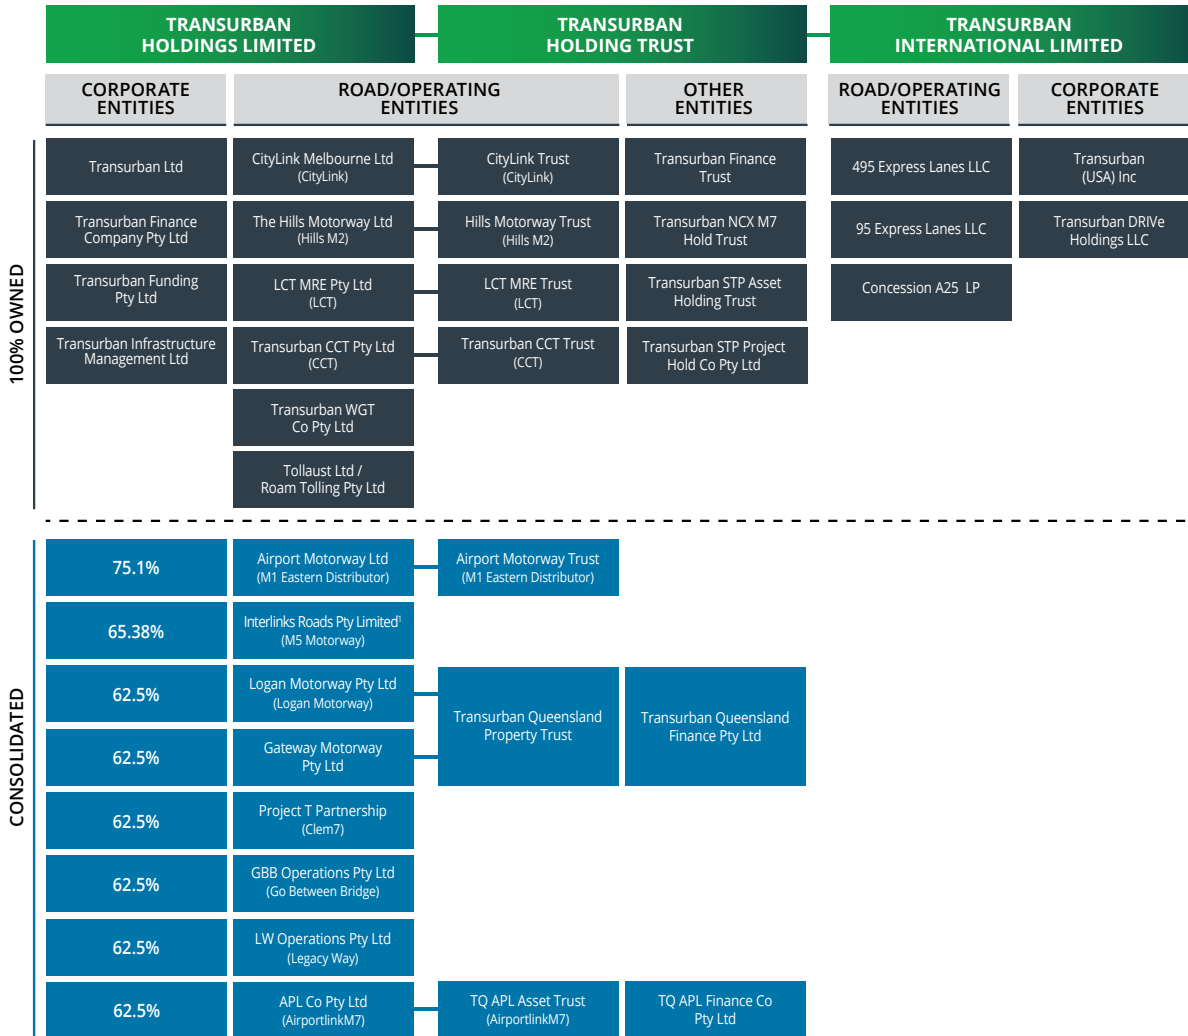 TRANSURBAN
HOLDINGS LIMITED
TRANSURBAN
HOLDING TRUST
TRANSURBAN
INTERNATIONAL LIMITED
CORPORATE
ENTITIES
ROAD/OPERATING
ENTITIES
OTHER
ENTITIES
ROAD/OPERATING
ENTITIES
CORPORATE
ENTITIES
100% OWNED
Transurban Ltd
CityLink Melbourne Ltd
(CityLink)
CityLink Trust
(CityLink)
Transurban Finance
Trust
495 Express Lanes LLC
Transurban
(USA) Inc
Transurban Finance
Company Pty Ltd
The Hills Motorway Ltd
(Hills M2)
Hills Motorway Trust
(Hills M2)
Transurban NCX M7
Hold Trust
95 Express Lanes LLC
Transurban DRIVe
Holdings LLC
Transurban Funding
Pty Ltd
LCT MRE Pty Ltd
(LCT)
LCT MRE Trust
(LCT)
Transurban STP Asset
Holding Trust
Concession A25 LP
Transurban Infrastructure
Management Ltd
Transurban CCT Pty Ltd
(CCT)
Transurban CCT Trust
(CCT)
Transurban STP Project
Hold Co Pty Ltd
Transurban WGT
Co Pty Ltd
Tollaust Ltd /
Roam Tolling Pty Ltd
CONSOLIDATED
75.1%
Airport Motorway Ltd
(M1 Eastern Distributor)
Airport Motorway Trust
(M1 Eastern Distributor)
65.38%
Interlinks Roads Pty Limited¹
(M5 Motorway)
62.5%
Logan Motorway Pty Ltd
(Logan Motorway)
Transurban Queensland
Property Trust
Transurban Queensland
Finance Pty Ltd
62.5%
Gateway Motorway
Pty Ltd
62.5%
Project T Partnership
(Clem7)
62.5%
GBB Operations Pty Ltd
(Go Between Bridge)
62.5%
LW Operations Pty Ltd
(Legacy Way)
62.5%
APL Co Pty Ltd
(AirportlinkM7)
TQ APL Asset Trust
(AirportlinkM7)
TQ APL Finance Co
Pty Ltd